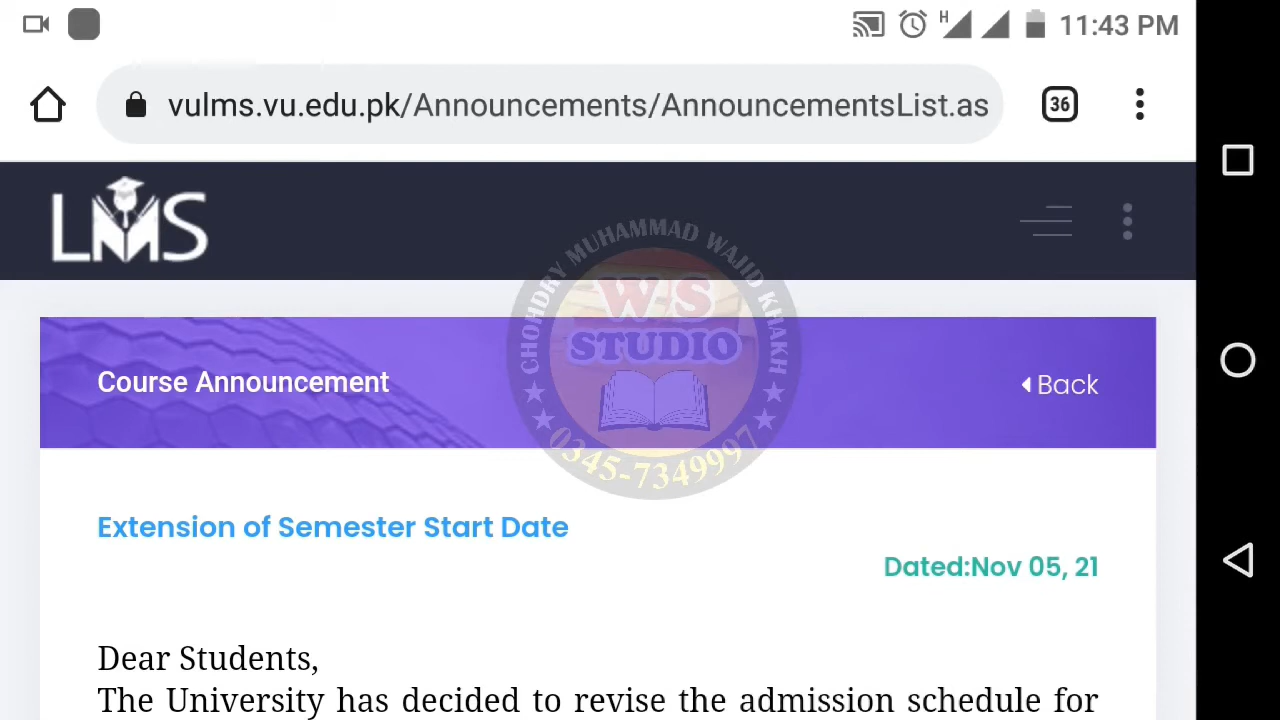 H
11:43 PM
vulms.vu.edu.pk/Announcements/AnnouncementsList.as
36
LMS
CHOHDRY MUHAMMAD WAJID KHAKH
WS
STUDIO
0345-7349997
Course Announcement
Back
Extension of Semester Start Date
Dated:Nov 05, 21
Dear Students,
The University has decided to revise the admission schedule for